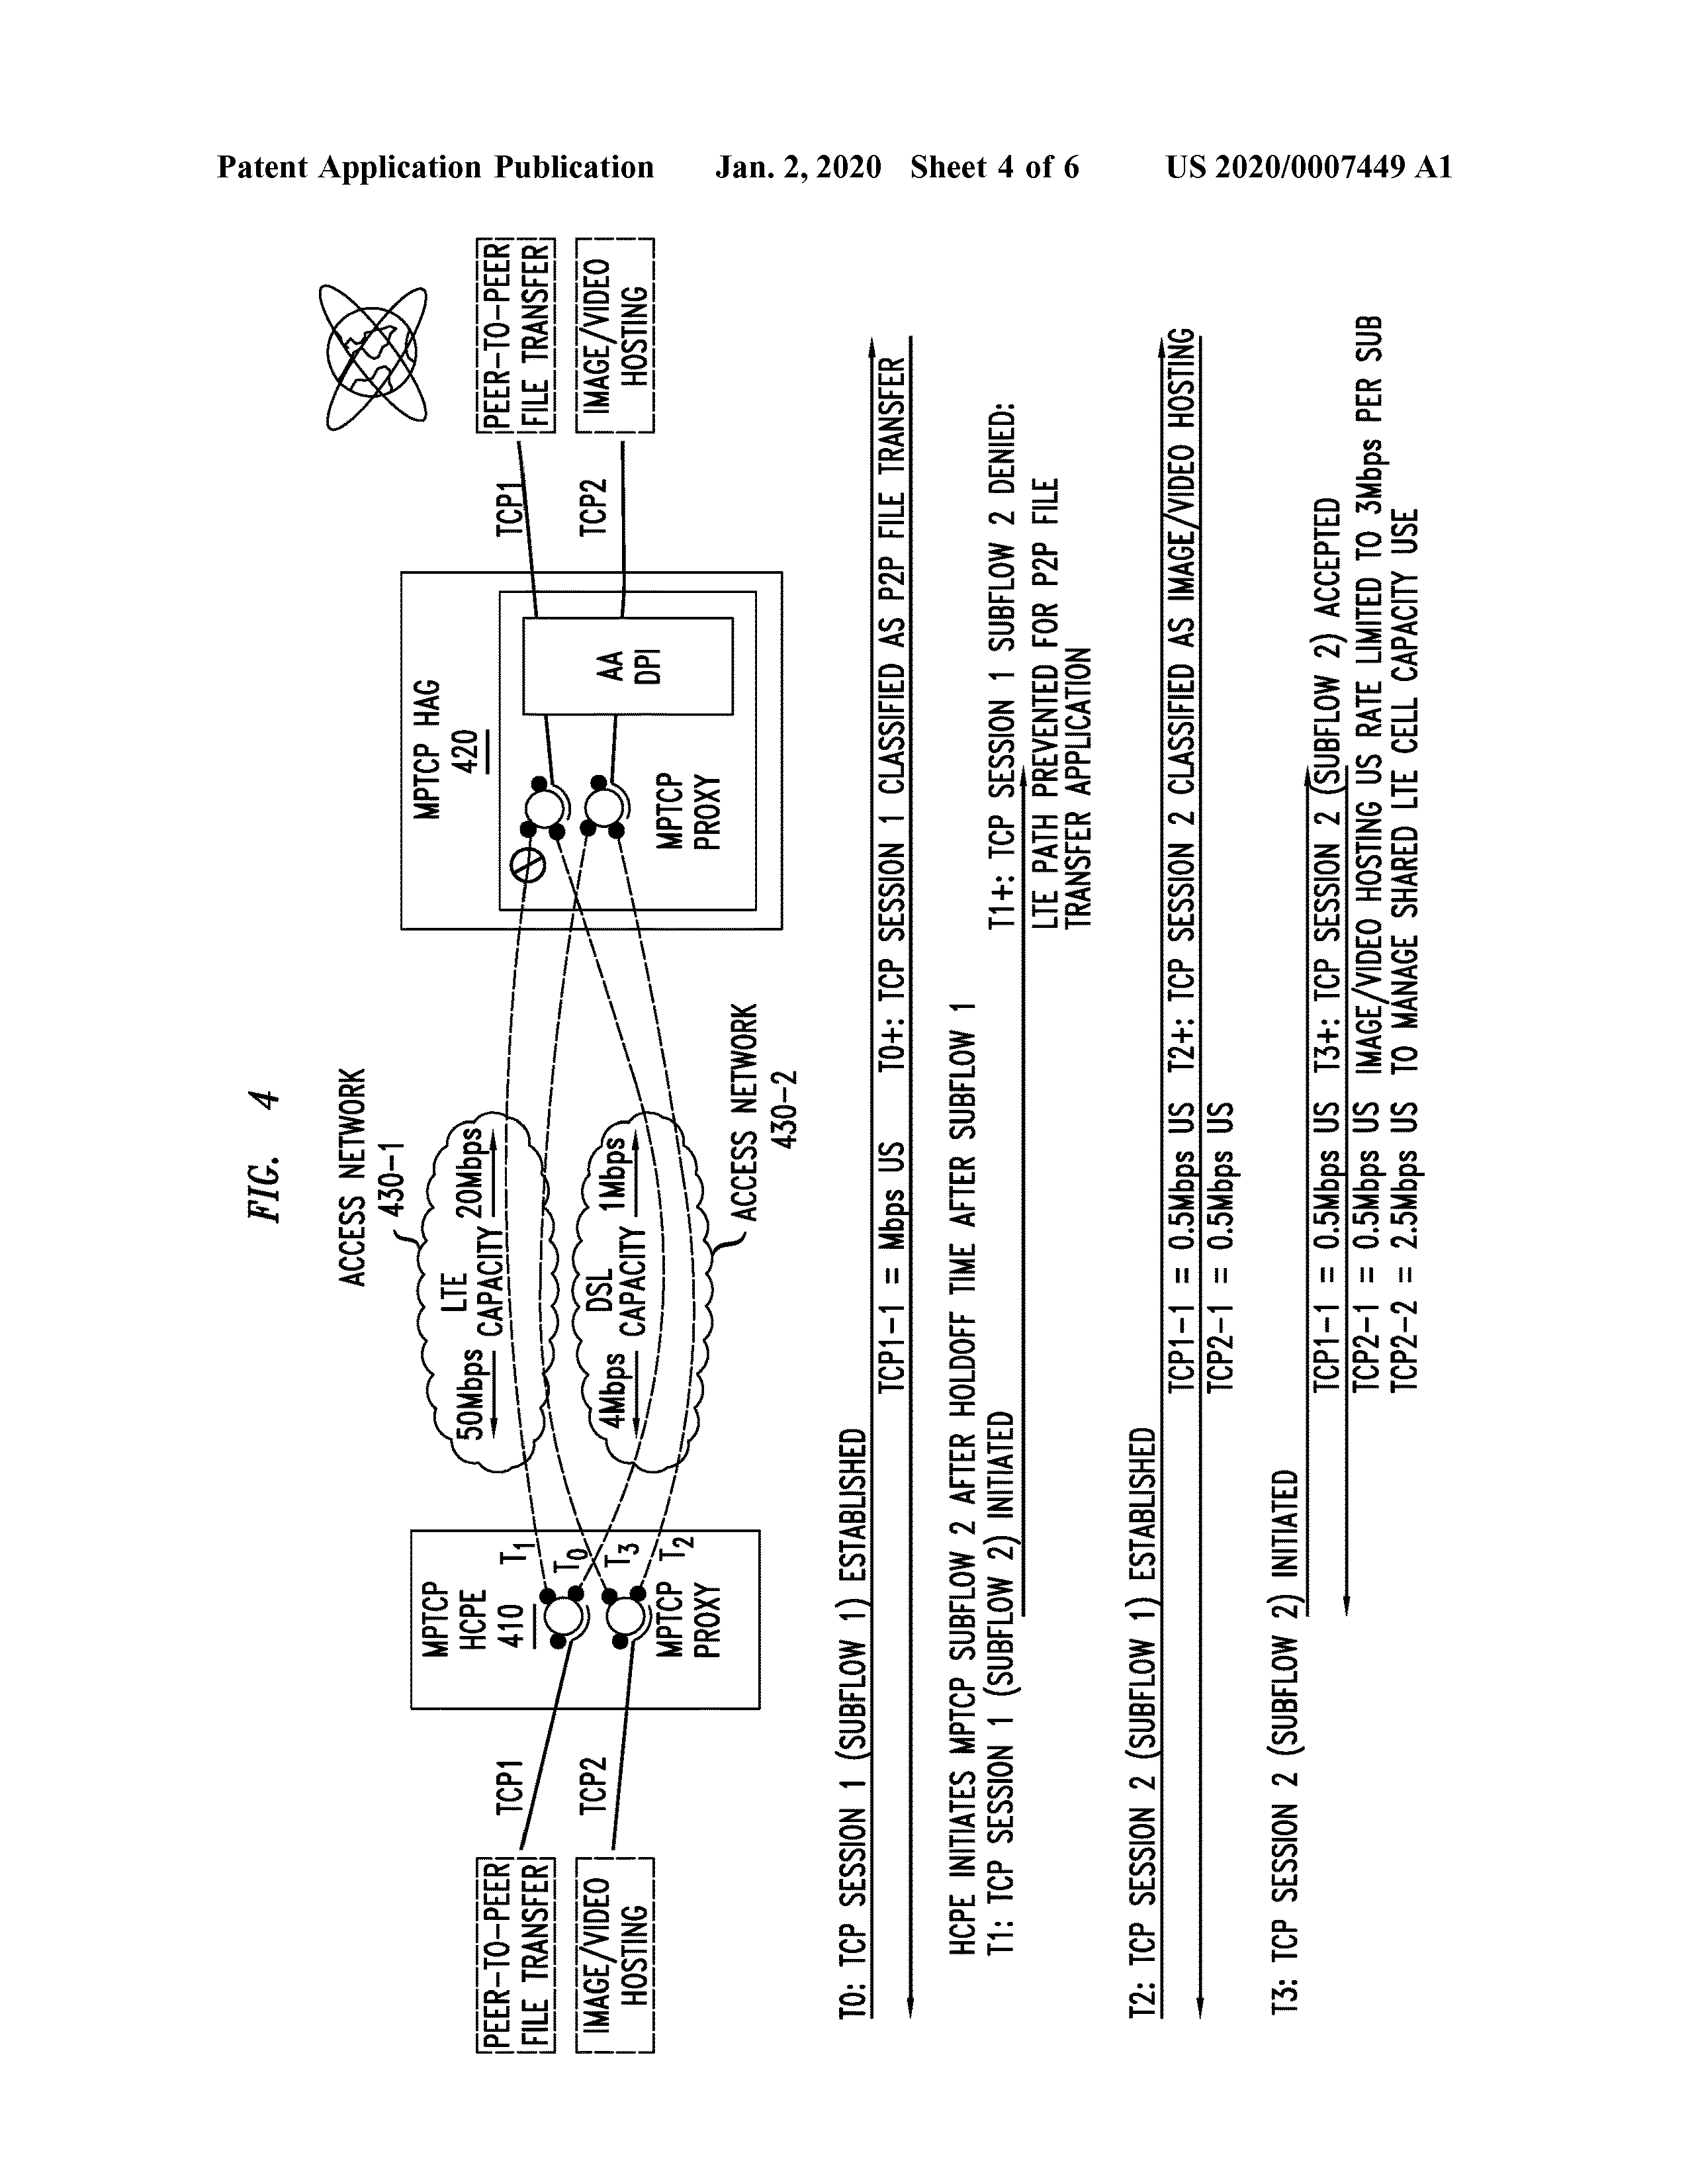 Patent Application Publication Jan. 2, 2020 Sheet 4 of 6 US 2020/0007449 A1
FIG. 4
ACCESS NETWORK
430-1
PEER-TO-PEER
FILE TRANSFER
IMAGE/VIDEO
HOSTING
TCP1
TCP2
MPTCP
HCPE
410
T1
T0
T3
T2
MPTCP
PROXY
LTE
50Mbps CAPACITY 20Mbps
DSL
4Mbps CAPACITY 1Mbps
ACCESS NETWORK
430-2
MPTCP HAG
420
AA
DPI
MPTCP
PROXY
TCP1
TCP2
PEER-TO-PEER
FILE TRANSFER
IMAGE/VIDEO
HOSTING
T0: TCP SESSION 1 (SUBFLOW 1) ESTABLISHED
TCP1-1 = Mbps US T0+: TCP SESSION 1 CLASSIFIED AS P2P FILE TRANSFER
HCPE INITIATES MPTCP SUBFLOW 2 AFTER HOLDOFF TIME AFTER SUBFLOW 1
T1: TCP SESSION 1 (SUBFLOW 2) INITIATED
T1+: TCP SESSION 1 SUBFLOW 2 DENIED:
LTE PATH PREVENTED FOR P2P FILE
TRANSFER APPLICATION
T2: TCP SESSION 2 (SUBFLOW 1) ESTABLISHED
TCP1-1 = 0.5Mbps US T2+: TCP SESSION 2 CLASSIFIED AS IMAGE/VIDEO HOSTING
TCP2-1 = 0.5Mbps US
T3: TCP SESSION 2 (SUBFLOW 2) INITIATED
TCP1-1 = 0.5Mbps US T3+: TCP SESSION 2 (SUBFLOW 2) ACCEPTED
TCP2-1 = 0.5Mbps US IMAGE/VIDEO HOSTING US RATE LIMITED TO 3Mbps PER SUB
TCP2-2 = 2.5Mbps US TO MANAGE SHARED LTE CELL CAPACITY USE